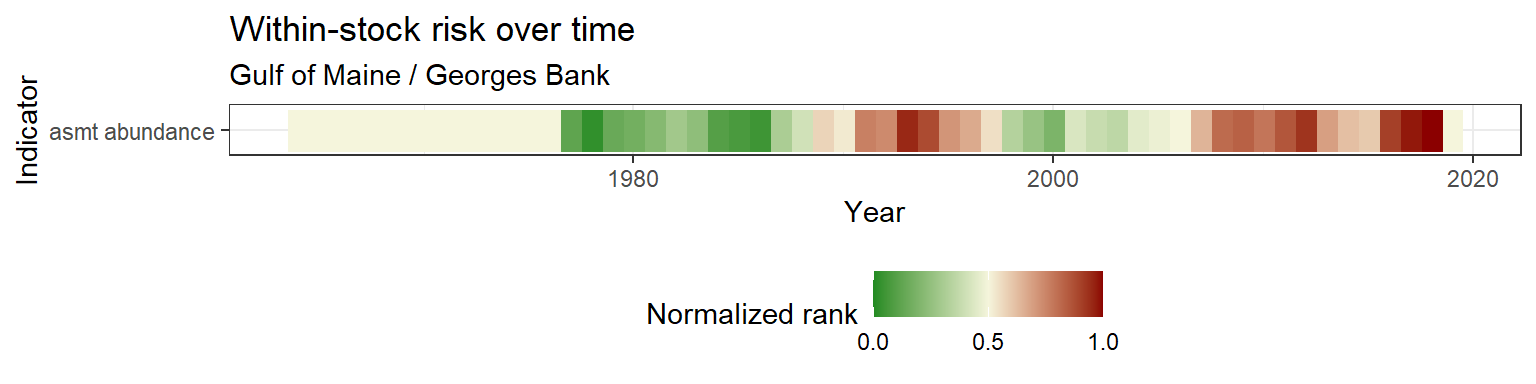 Within-stock risk over time
Gulf of Maine / Georges Bank
Indicator
asmt abundance
1980 2000 2020
Year
Normalized rank
0.0 0.5 1.0